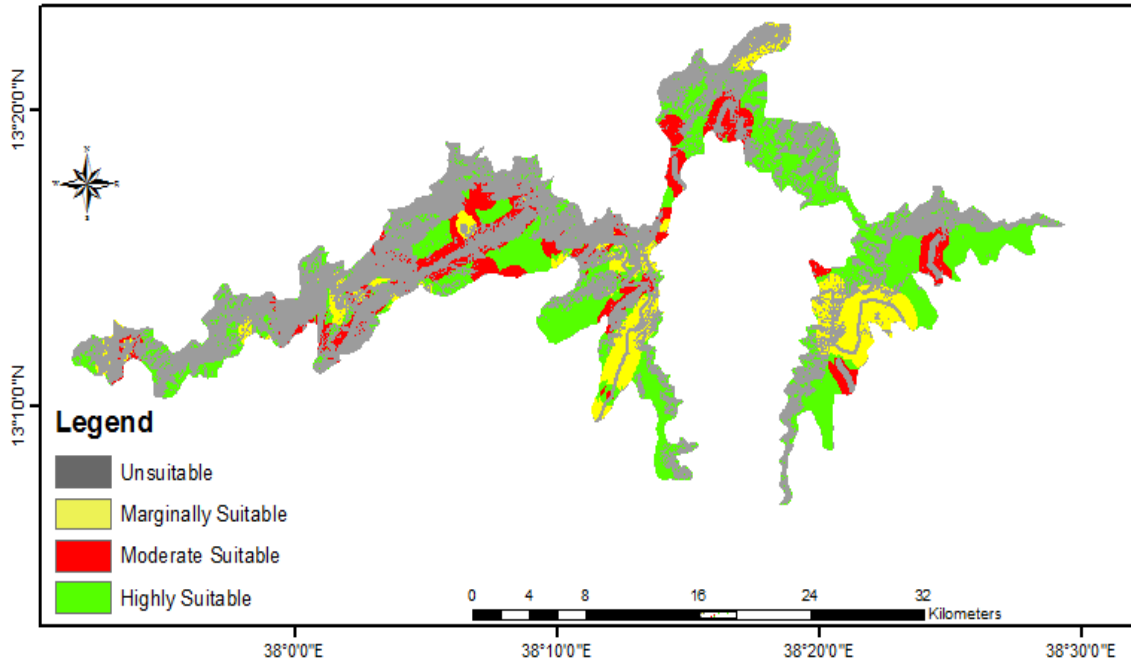 13°20'0"N
13°10'0"N
N
W
E
S
Legend
Unsuitable
Marginally Suitable
Moderate Suitable
Highly Suitable
0 4 8 16 24 32
Kilometers
38°0'0"E 38°10'0"E 38°20'0"E 38°30'0"E